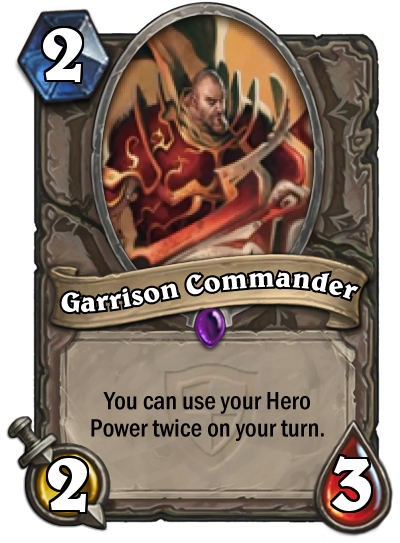 2
Garrison Commander
You can use your Hero
Power twice on your turn.
2
3